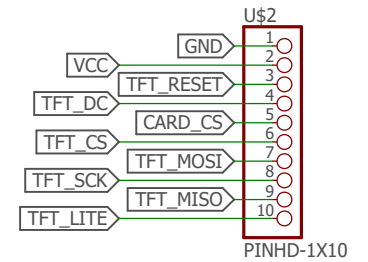 U$2
GND 1
VCC 2
TFT_RESET 3
TFT_DC 4
CARD_CS 5
TFT_CS 6
TFT_MOSI 7
TFT_SCK 8
TFT_MISO 9
TFT_LITE 10
PINHD-1X10